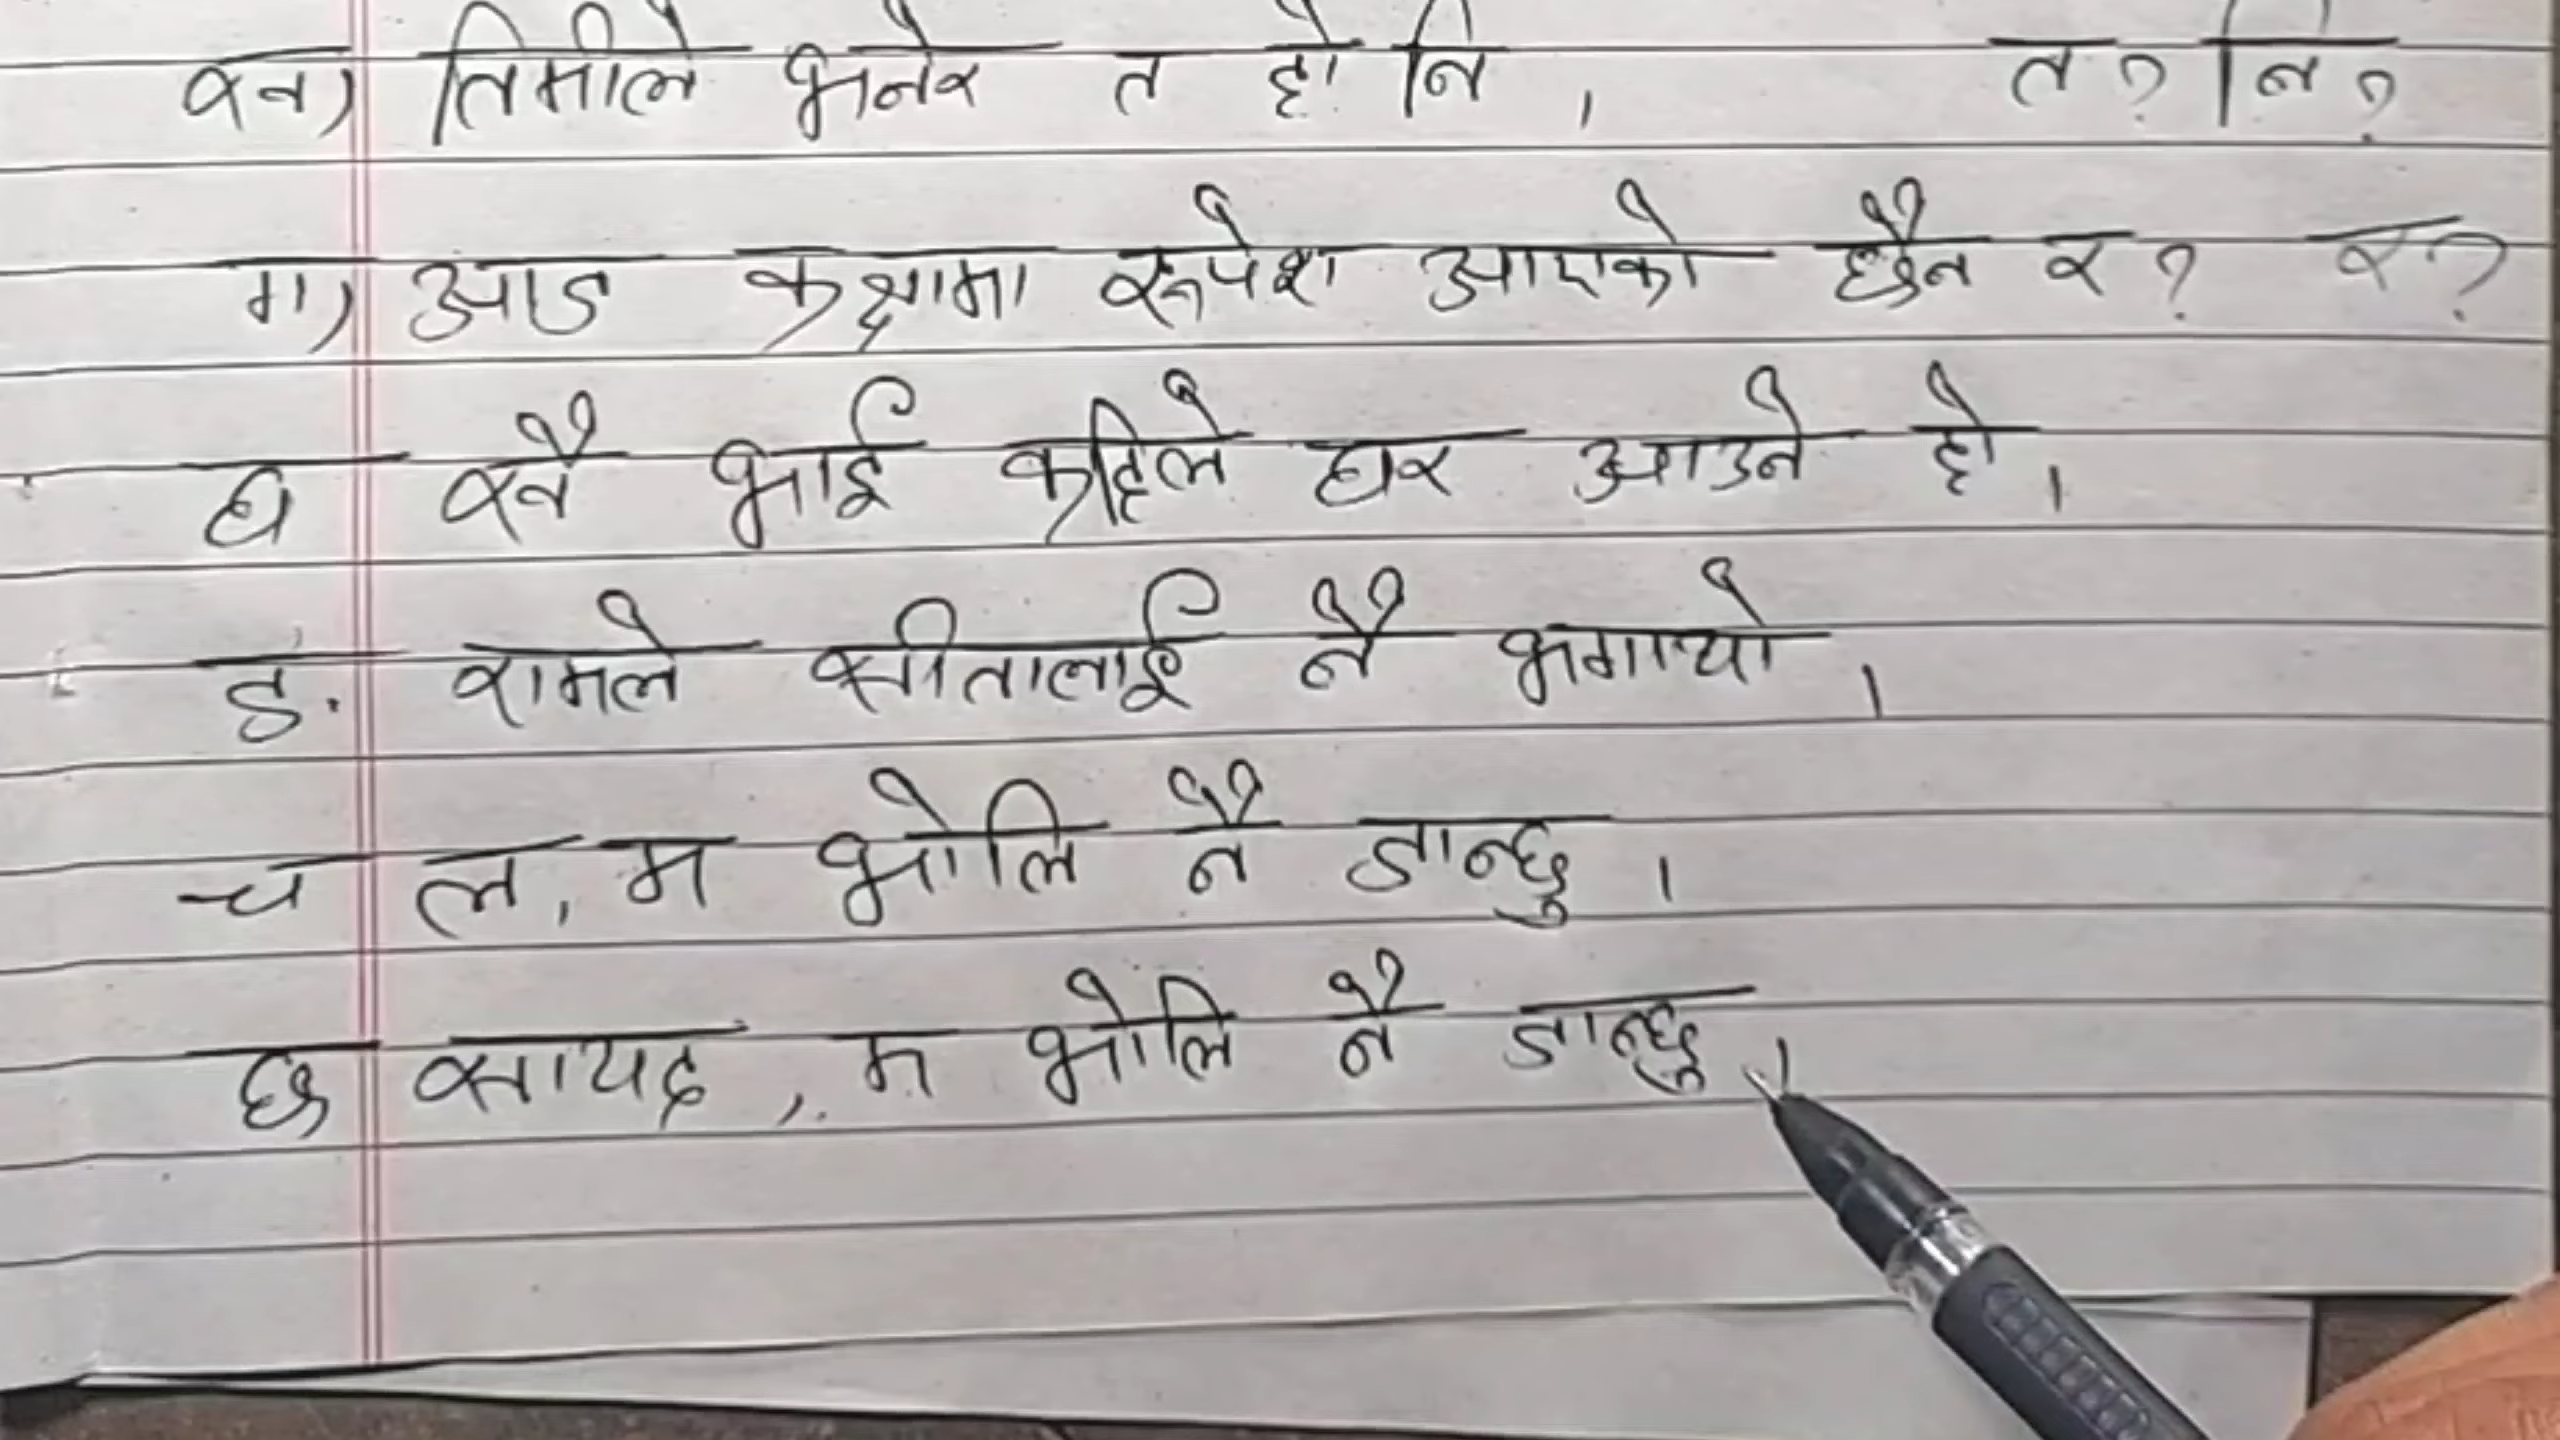 ख) तिमीले भनेर त हो नि । त? नि?
ग) आज कक्षामा रूपेश आएको छैन र? र?
घ खै भाई कहिले घर आउने हो ।
ङ. रामले सीतालाई नै भगायो ।
च ल, म भोलि नै जान्छु ।
छ सायद, म भोलि नै जान्छु ।